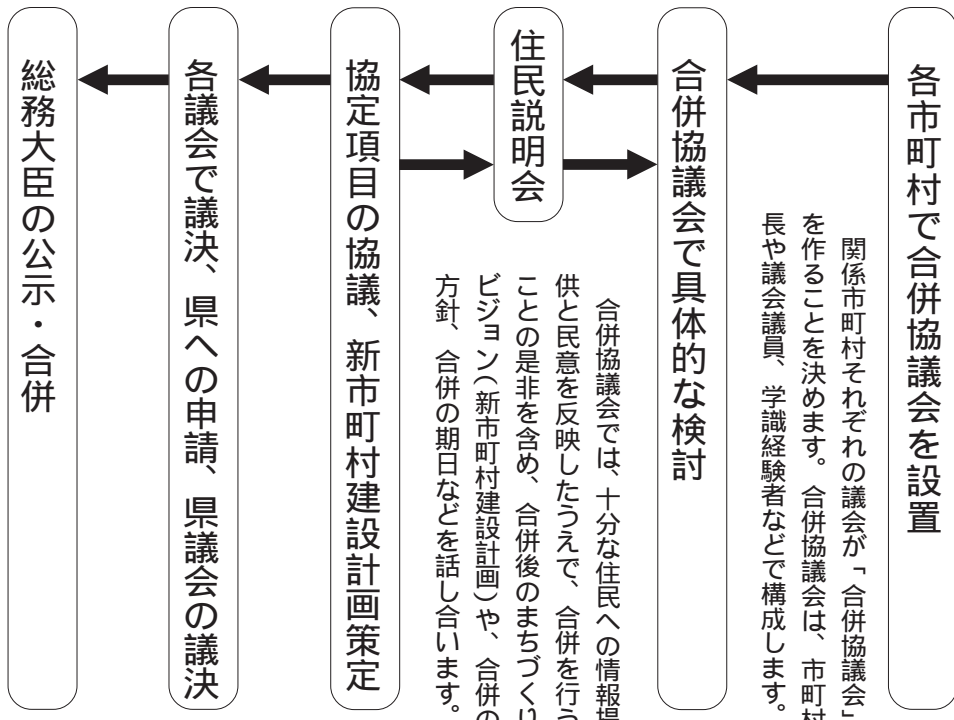 各市町村で合併協議会を設置
関係市町村それぞれの議会が「合併協議会」
を作ることを決めます。合併協議会は、市町村
長や議会議員、学識経験者などで構成します。
合併協議会で具体的な検討
住民説明会
合併協議会では、十分な住民への情報提
供と民意を反映したうえで、合併を行う
ことの是非を含め、合併後のまちづくり
ビジョン(新市町村建設計画)や、合併の
方針、合併の期日などを話し合います。
協定項目の協議、新市町村建設計画策定
各議会で議決、県への申請、県議会の議決
総務大臣の公示・合併